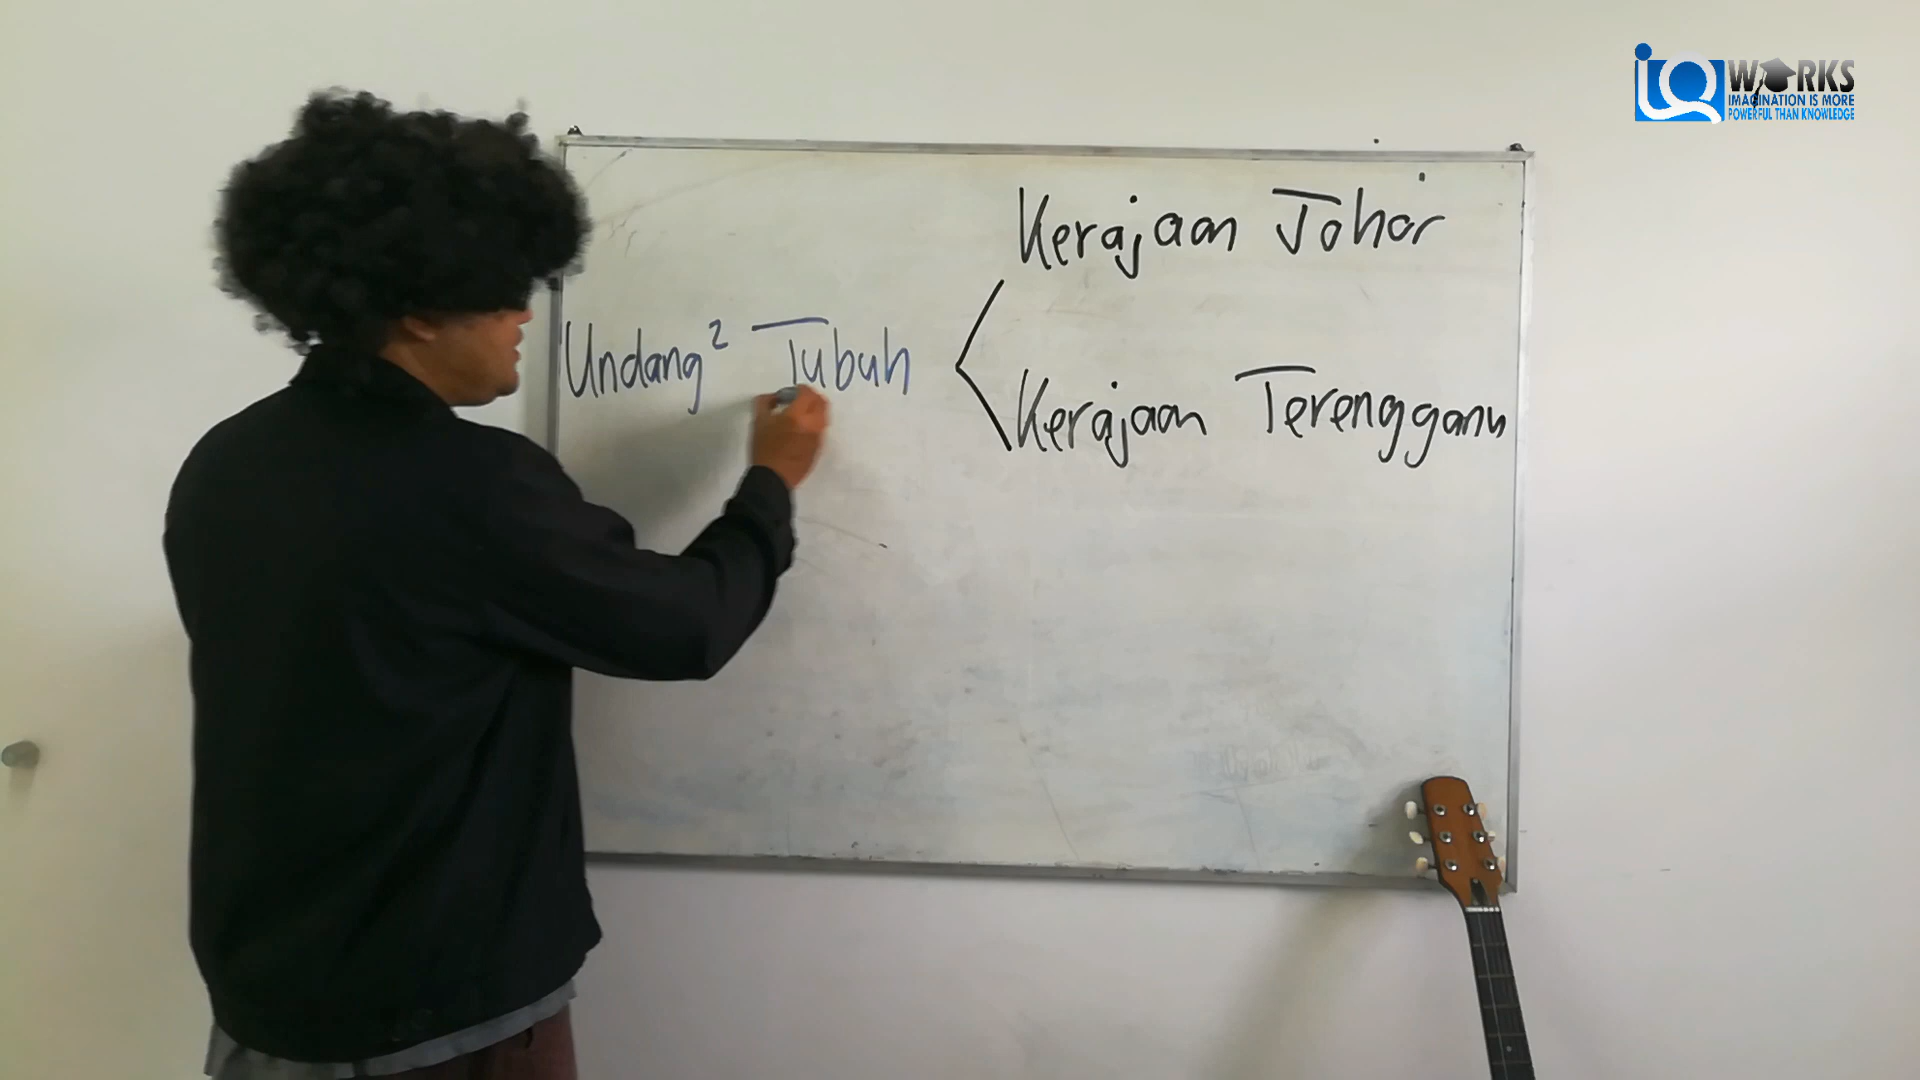 Kerajaan Johor
Undang² Tubuh
Kerajaan Terengganu
IQ WORKS
IMAGINATION IS MORE
POWERFUL THAN KNOWLEDGE